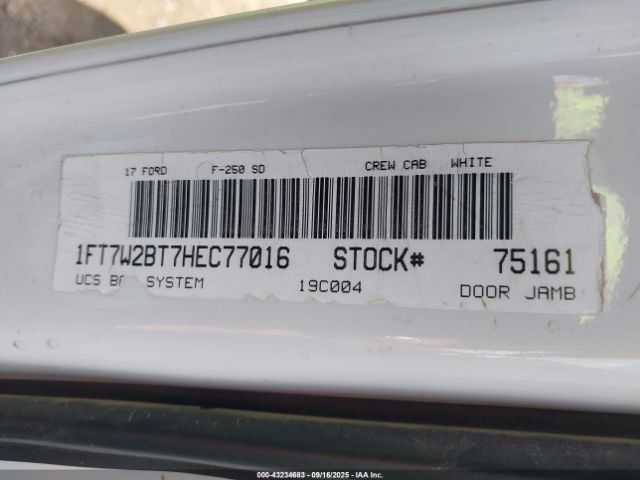 17 FORD F-250 SD CREW CAB WHITE
1FT7W2BT7HEC77016 STOCK# 75161
UCS SYSTEM 19C004 DOOR JAMB
000-43234683 - 09/16/2025 - ©2025 IAA, Inc.